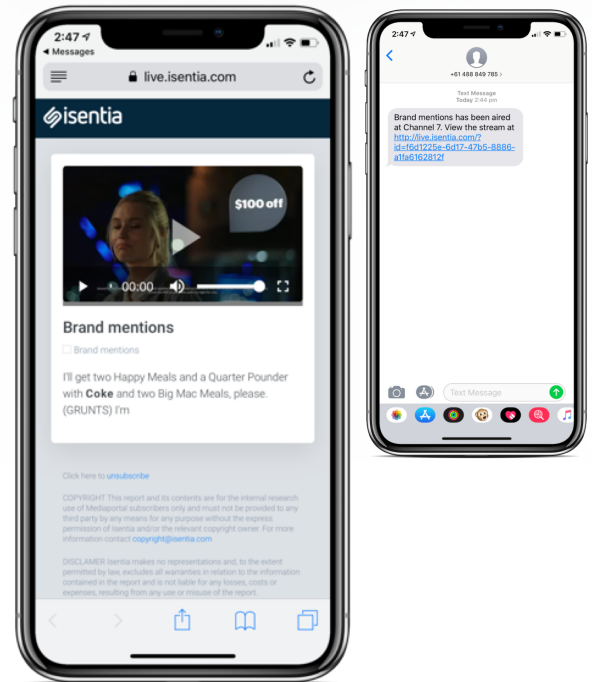 2:47
Messages
live.isentia.com
isentia
$100 off
00:00
Brand mentions
Brand mentions
I'll get two Happy Meals and a Quarter Pounder
with Coke and two Big Mac Meals, please.
(GRUNTS) I'm
Click here to unsubscribe
COPYRIGHT This report and its contents are for the internal research
use of Mediaportal subscribers only and must not be provided to any
third party by any means for any purpose without the express
permission of Isentia and/or the relevant copyright owner. For more
information contact copyright@isentia.com
DISCLAMER Isentia makes no representations and, to the extent
permitted by law, excludes all warranties in relation to the information
contained in the report and is not liable for any losses, costs or
expenses, resulting from any use or misuse of the report.
2:47
+61 488 849 785
Text Message
Today 2:44 pm
Brand mentions has been aired
at Channel 7. View the stream at
http://live.isentia.com/?
id=f6d1225e-6d17-47b5-8886-
a1fa6162812f
Text Message